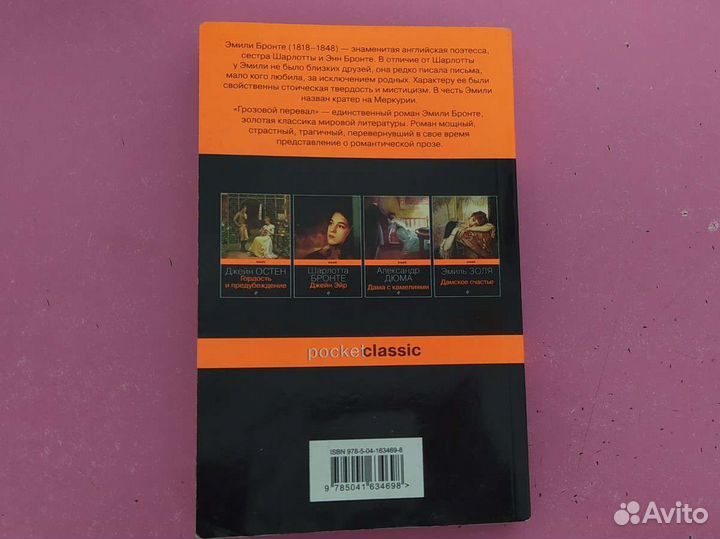 Эмили Бронте (1818–1848) — знаменитая английская поэтесса,
сестра Шарлотты и Энн Бронте. В отличие от Шарлотты
у Эмили не было близких друзей, она редко писала письма,
мало кого любила, за исключением родных. Характеру ее были
свойственны стоическая твердость и мистицизм. В честь Эмили
назван кратер на Меркурии.
«Грозовой перевал» — единственный роман Эмили Бронте,
золотая классика мировой литературы. Роман мощный,
страстный, трагичный, перевернувший в свое время
представление о романтической прозе.
Джейн ОСТЕН
Гордость
и предубеждение
Шарлотта
БРОНТЕ
Джейн Эйр
Александр
ДЮМА
Дама с камелиями
Эмиль ЗОЛЯ
Дамское счастье
pocketclassic
ISBN 978-5-04-163469-8
9 785041 634698 >
Avito